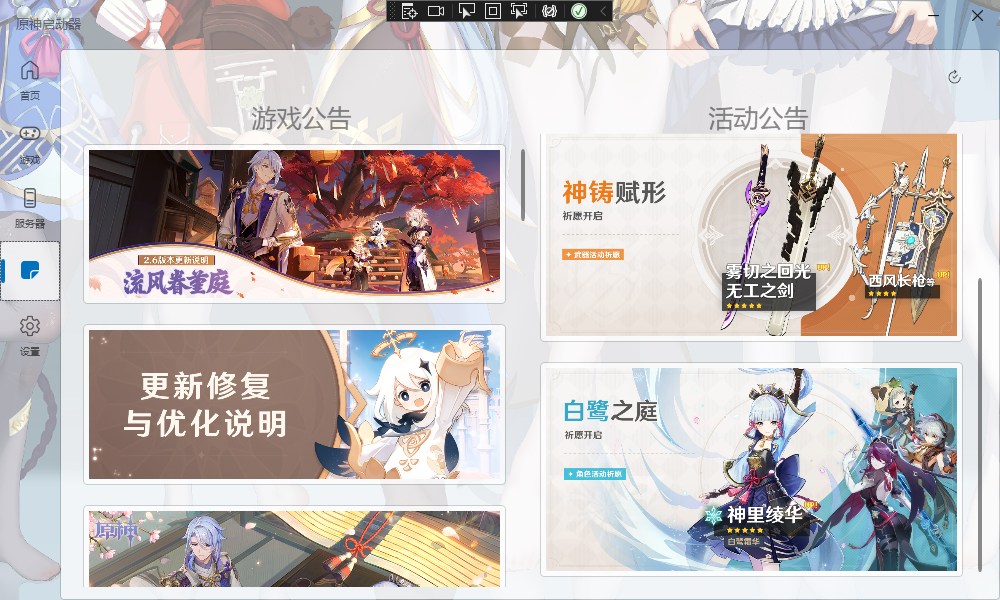 原神启动器
首页
游戏
服务器
设置
游戏公告
2.6版本更新说明
流风眷堇庭
更新修复
与优化说明
原神
活动公告
神铸赋形
祈愿开启
武器活动祈愿
雾切之回光
UP!
无工之剑
西风长枪等
UP!
白鹭之庭
祈愿开启
角色活动祈愿
神里绫华
UP!
白鹭霜华